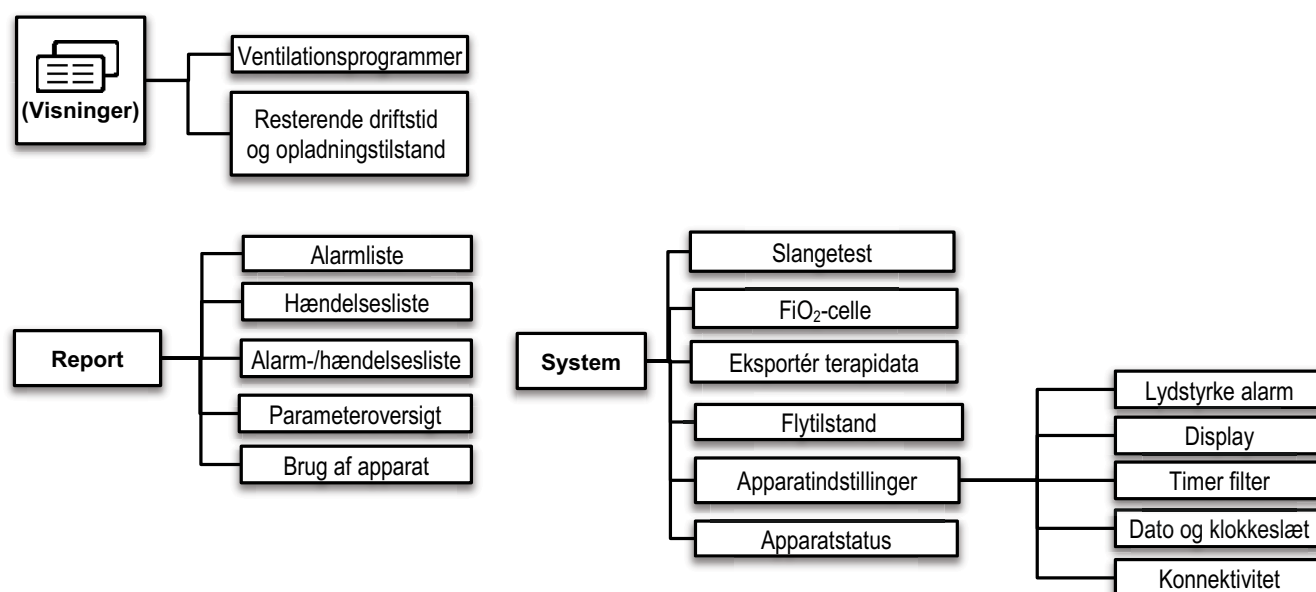 (Visninger)
Ventilationsprogrammer
Resterende driftstid
og opladningstilstand
Report
Alarmliste
Hændelsesliste
Alarm-/hændelsesliste
Parameteroversigt
Brug af apparat
System
Slangetest
FiO₂-celle
Eksportér terapidata
Flytilstand
Apparatindstillinger
Apparatstatus
Lydstyrke alarm
Display
Timer filter
Dato og klokkeslæt
Konnektivitet